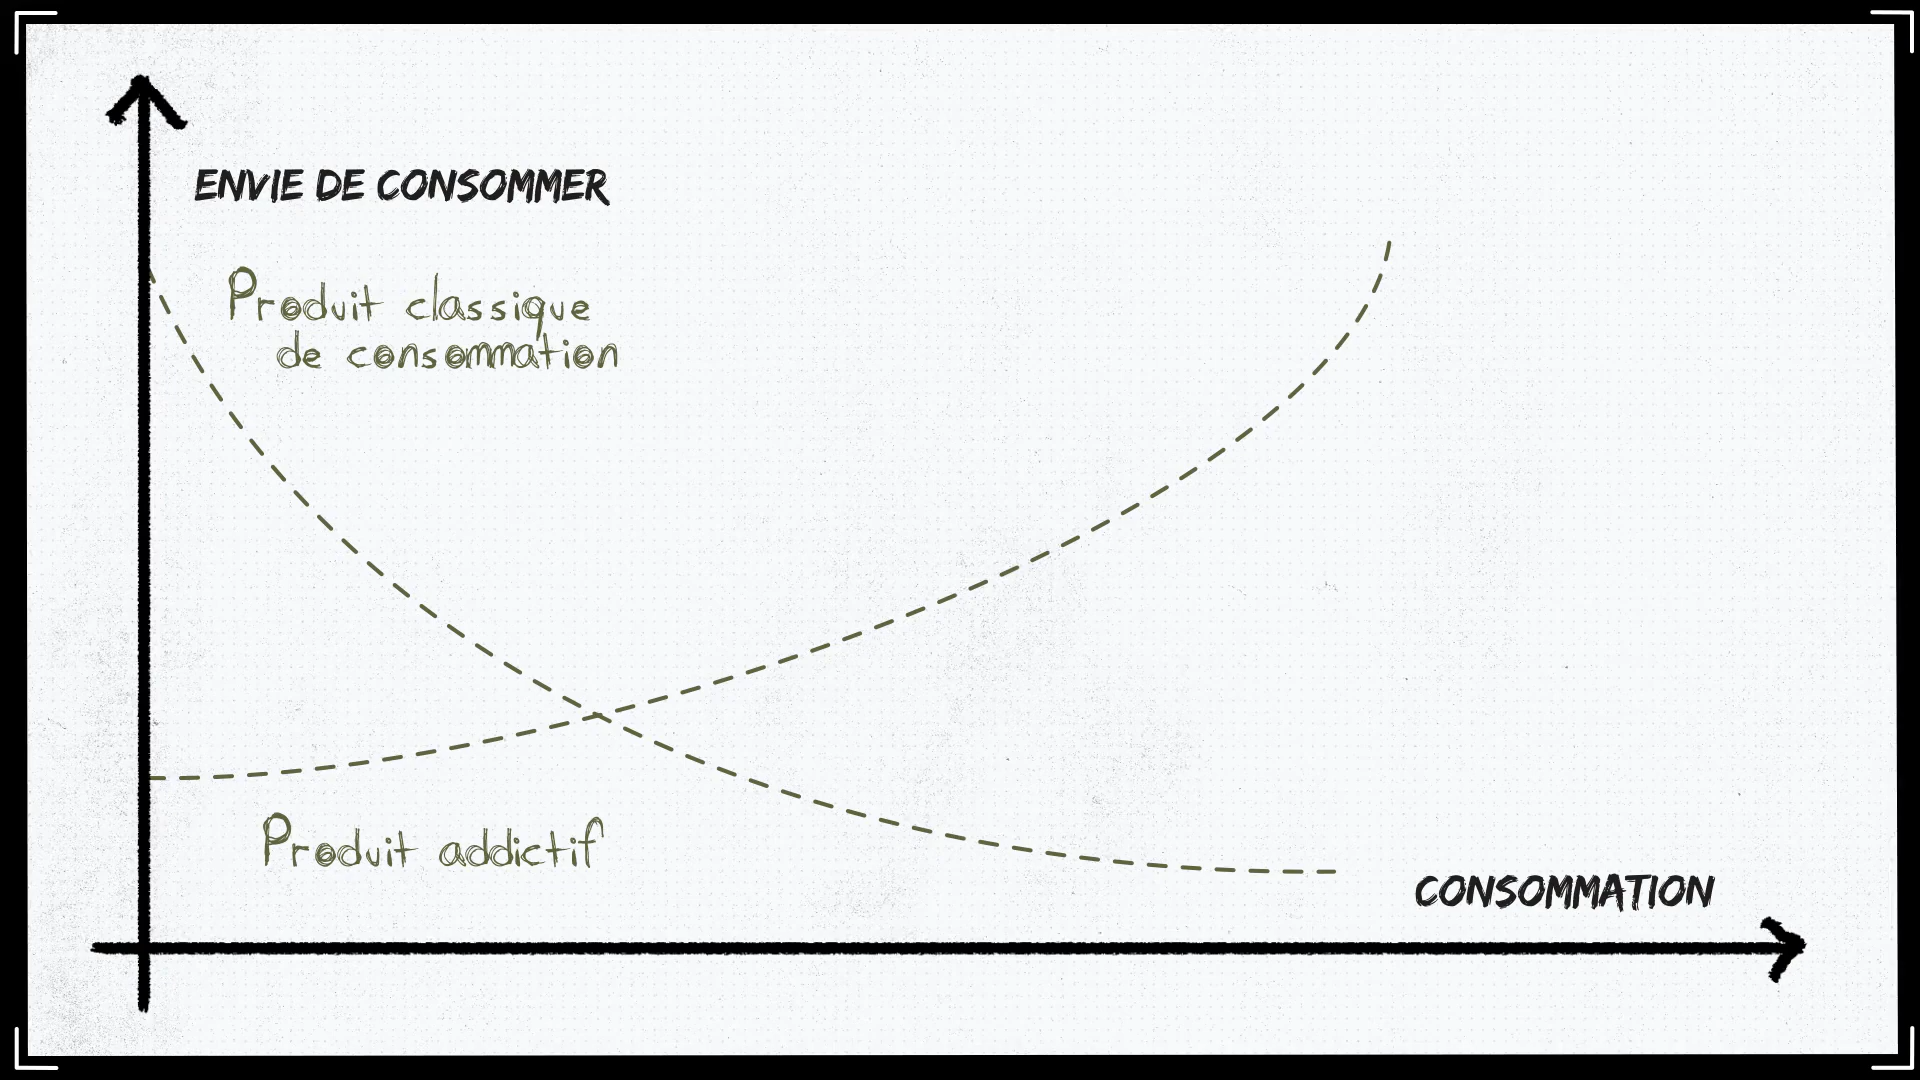 ENVIE DE CONSOMMER
Produit classique
de consommation
Produit addictif
CONSOMMATION